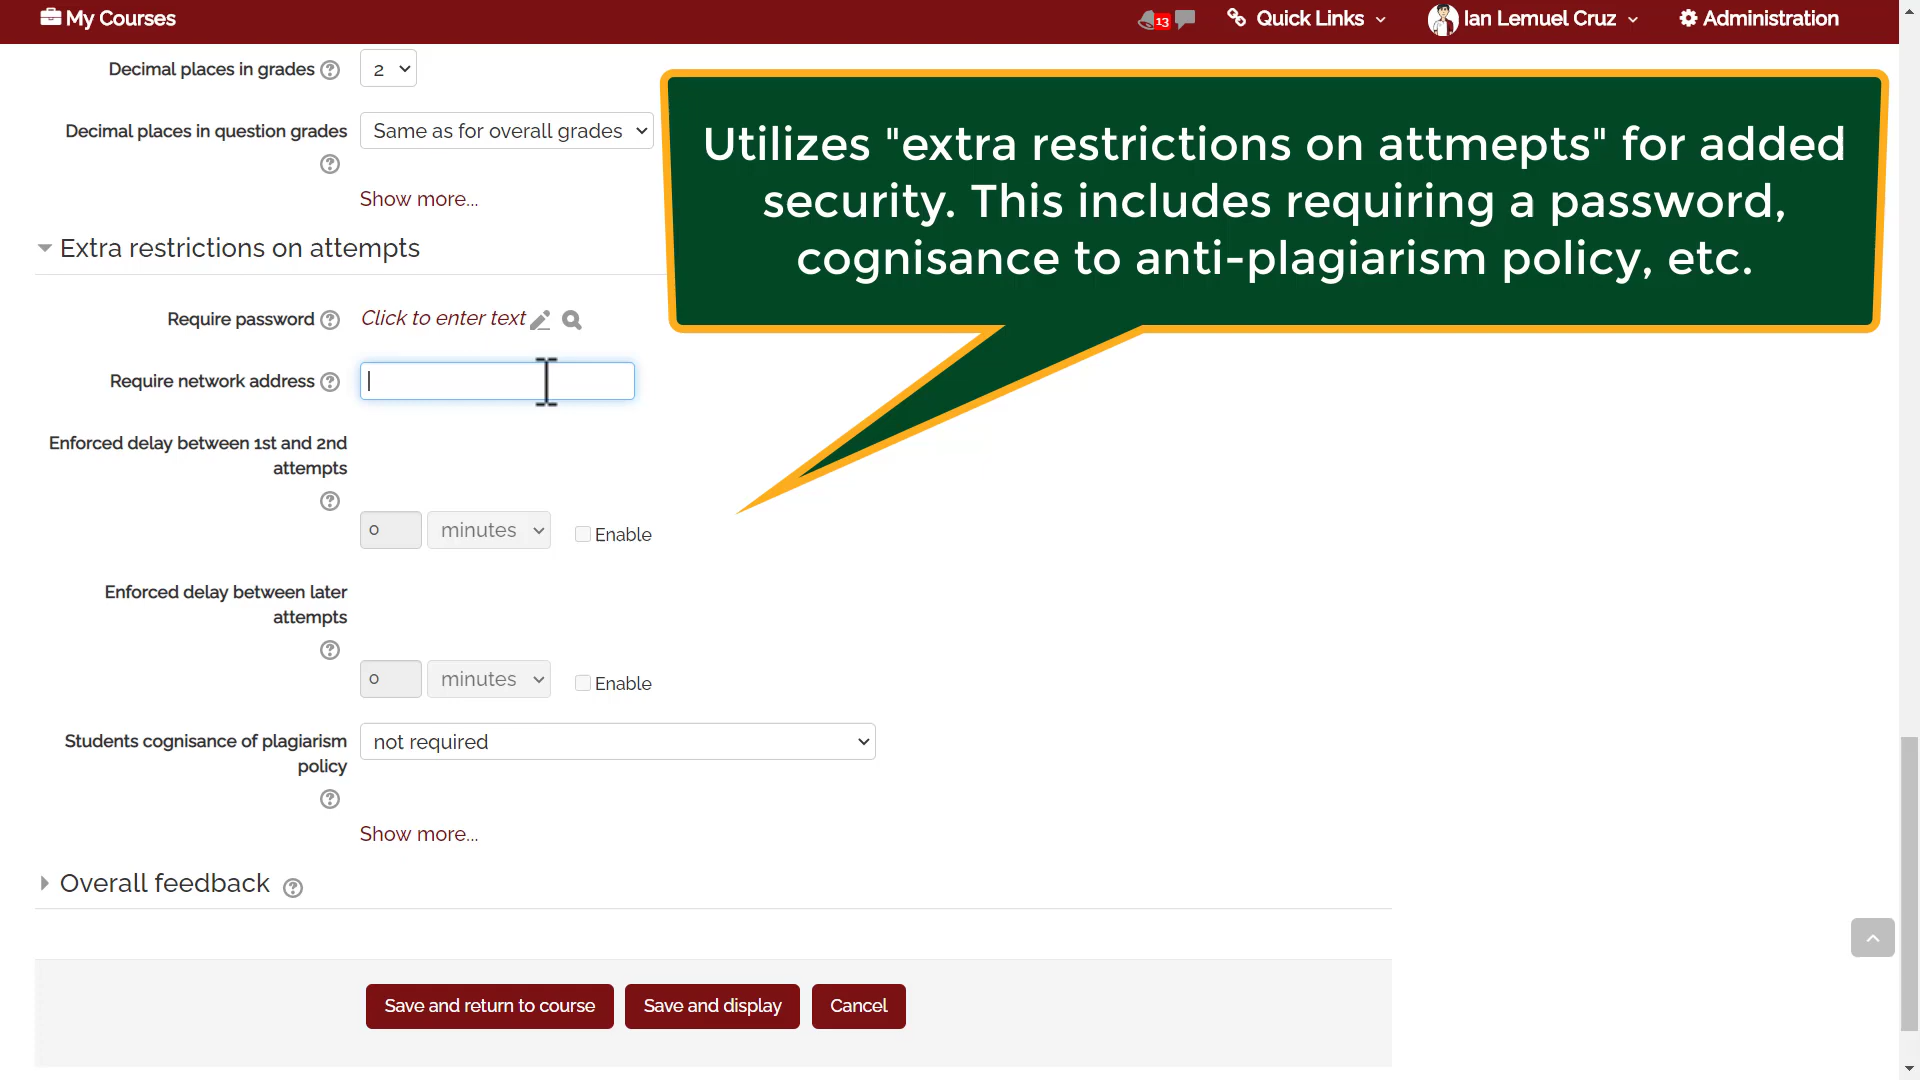 My Courses
13
Quick Links
Ian Lemuel Cruz
Administration
Decimal places in grades
2
Decimal places in question grades
Same as for overall grades
Show more...
Utilizes "extra restrictions on attmepts" for added
security. This includes requiring a password,
cognisance to anti-plagiarism policy, etc.
Extra restrictions on attempts
Require password
Click to enter text
Require network address
Enforced delay between 1st and 2nd
attempts
0
minutes
Enable
Enforced delay between later
attempts
0
minutes
Enable
Students cognisance of plagiarism
policy
not required
Show more...
Overall feedback
Save and return to course
Save and display
Cancel